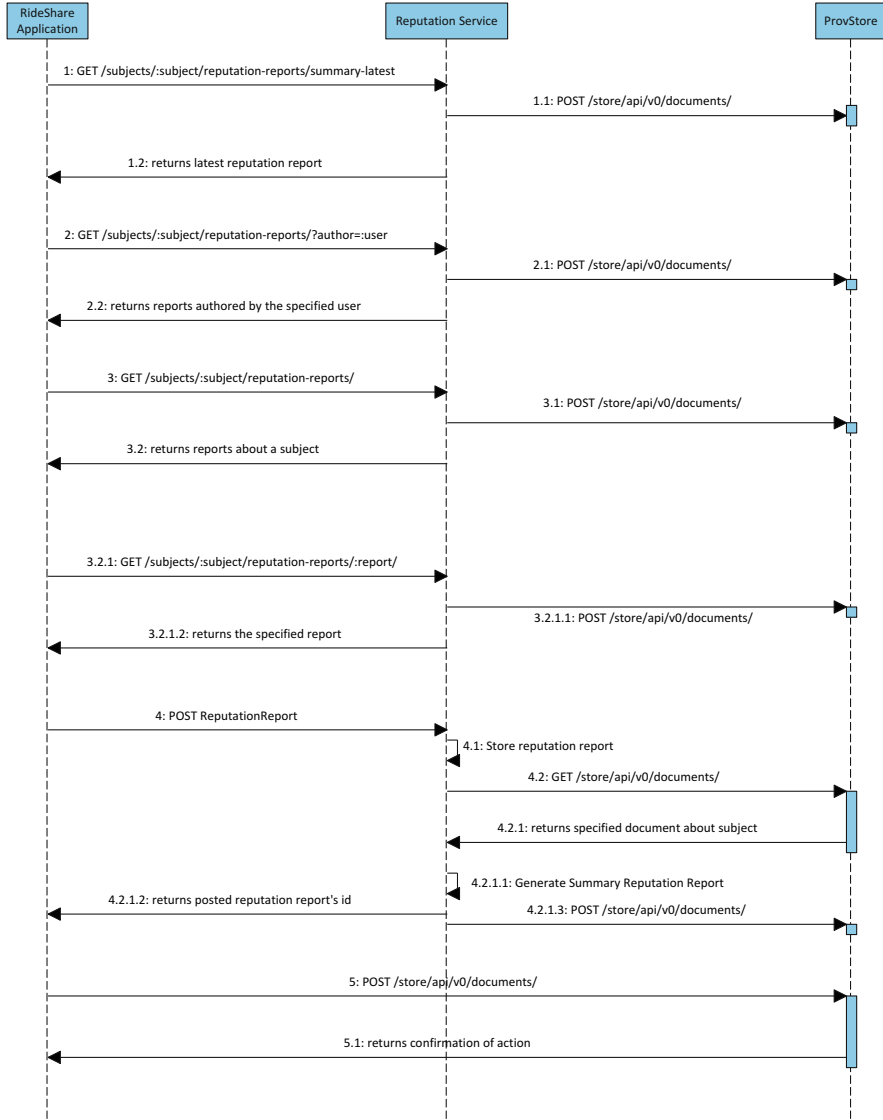 RideShare
Application
Reputation Service
ProvStore
1: GET /subjects/:subject/reputation-reports/summary-latest
1.1: POST /store/api/v0/documents/
1.2: returns latest reputation report
2: GET /subjects/:subject/reputation-reports/?author=:user
2.1: POST /store/api/v0/documents/
2.2: returns reports authored by the specified user
3: GET /subjects/:subject/reputation-reports/
3.1: POST /store/api/v0/documents/
3.2: returns reports about a subject
3.2.1: GET /subjects/:subject/reputation-reports/:report/
3.2.1.1: POST /store/api/v0/documents/
3.2.1.2: returns the specified report
4: POST ReputationReport
4.1: Store reputation report
4.2: GET /store/api/v0/documents/
4.2.1: returns specified document about subject
4.2.1.1: Generate Summary Reputation Report
4.2.1.2: returns posted reputation report's id
4.2.1.3: POST /store/api/v0/documents/
5: POST /store/api/v0/documents/
5.1: returns confirmation of action